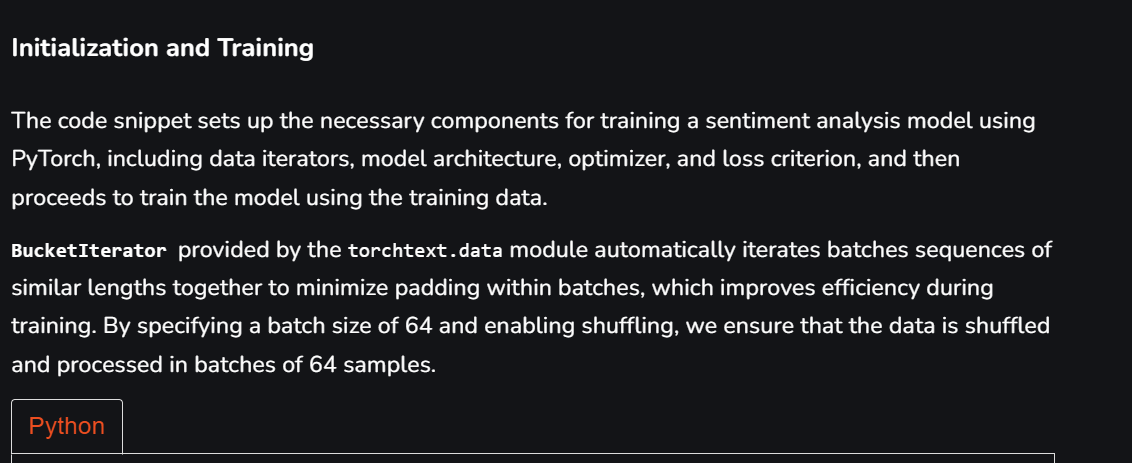 Initialization and Training
The code snippet sets up the necessary components for training a sentiment analysis model using
PyTorch, including data iterators, model architecture, optimizer, and loss criterion, and then
proceeds to train the model using the training data.
BucketIterator provided by the torchtext.data module automatically iterates batches sequences of
similar lengths together to minimize padding within batches, which improves efficiency during
training. By specifying a batch size of 64 and enabling shuffling, we ensure that the data is shuffled
and processed in batches of 64 samples.
Python